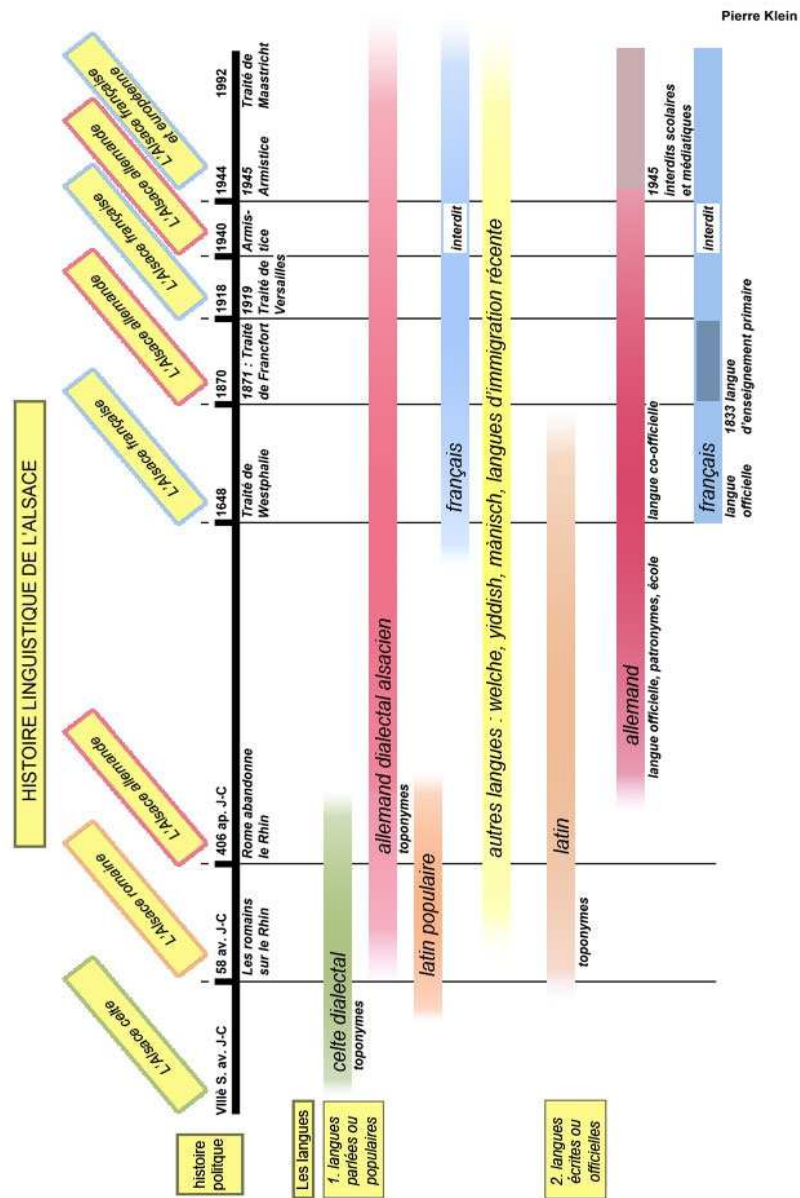 Pierre Klein
HISTOIRE LINGUISTIQUE DE L'ALSACE
L'Alsace celte
L'Alsace romaine
L'Alsace allemande
L'Alsace française
L'Alsace allemande
L'Alsace française
L'Alsace allemande
L'Alsace française
et européenne
histoire
politque
VIIIè S. av. J-C
58 av. J-C
406 ap. J-C
1648
1870
1918
1940
1944
1992
Les romains
sur le Rhin
Rome abandonne
le Rhin
Traité de
Westphalie
1871 : Traité
de Francfort
1919
Traité de
Versailles
Armis-
tice
1945
Armistice
Traité de
Maastricht
Les langues
1. langues
parlées ou
populaires
celte dialectal
toponymes
allemand dialectal alsacien
toponymes
latin populaire
français
interdit
autres langues : welche, yiddish, mànisch, langues d'immigration récente
2. langues
écrites ou
officielles
latin
toponymes
allemand
langue officielle, patronymes, école
langue co-officielle
1945
interdits scolaires
et médiatiques
français
interdit
langue
officielle
1833 langue
d'enseignement primaire